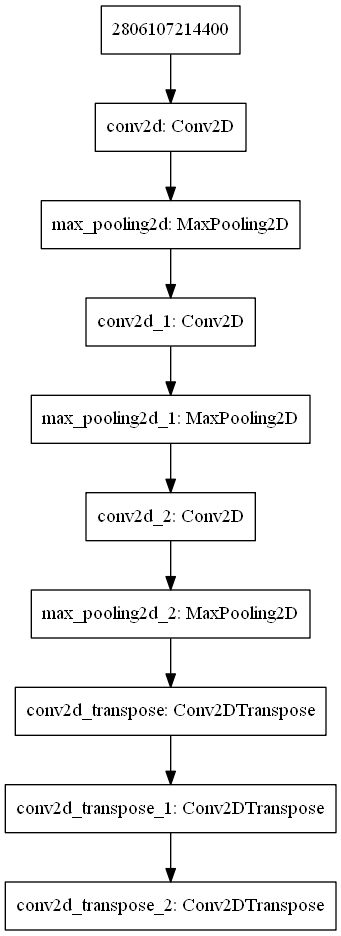 2806107214400
conv2d: Conv2D
max_pooling2d: MaxPooling2D
conv2d_1: Conv2D
max_pooling2d_1: MaxPooling2D
conv2d_2: Conv2D
max_pooling2d_2: MaxPooling2D
conv2d_transpose: Conv2DTranspose
conv2d_transpose_1: Conv2DTranspose
conv2d_transpose_2: Conv2DTranspose